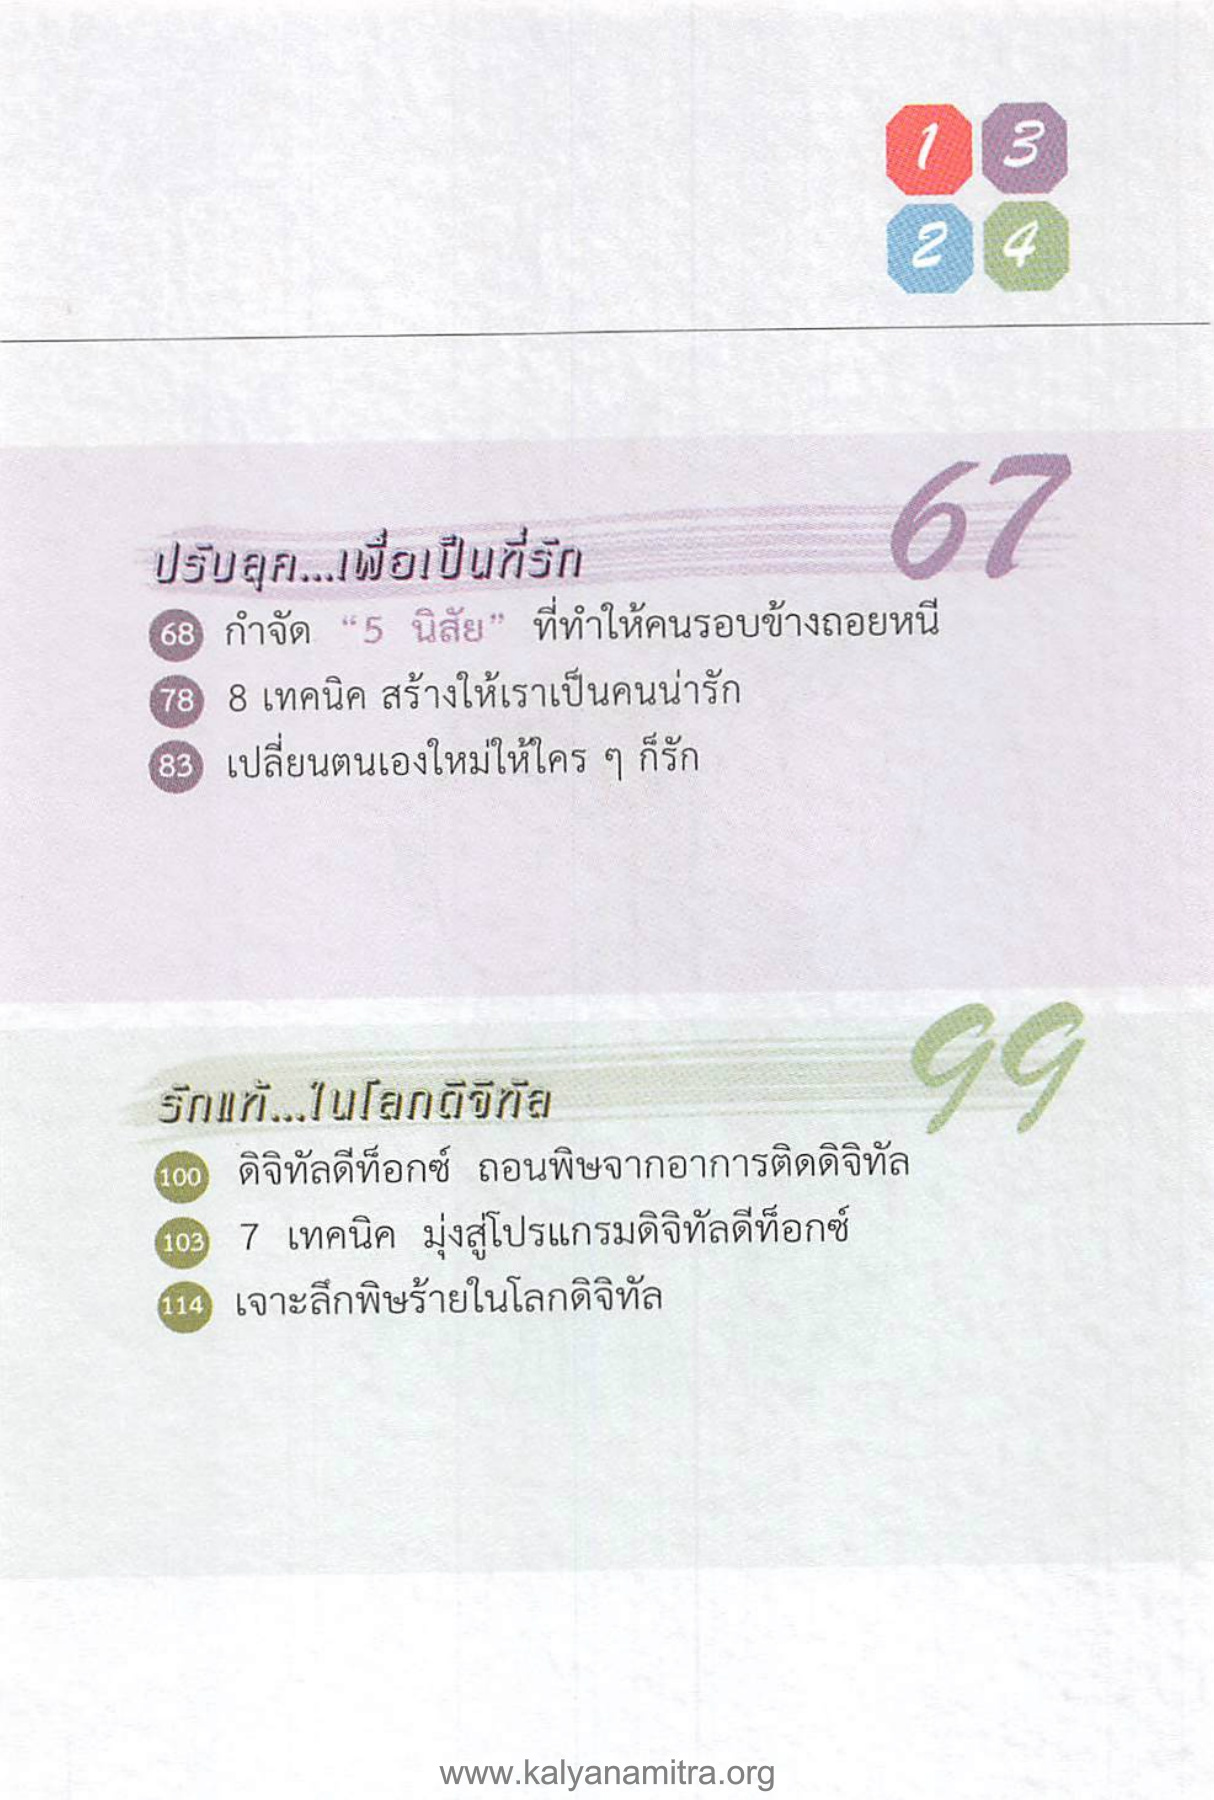 1 3
2 4
67
ปรับลุค...เพื่อเป็นที่รัก
68 กำจัด “5 นิสัย” ที่ทำให้คนรอบข้างถอยหนี
78 8 เทคนิค สร้างให้เราเป็นคนน่ารัก
83 เปลี่ยนตนเองใหม่ให้ใคร ๆ ก็รัก
99
รักแท้...ในโลกดิจิทัล
100 ดิจิทัลดีท็อกซ์ ถอนพิษจากอาการติดดิจิทัล
103 7 เทคนิค มุ่งสู่โปรแกรมดิจิทัลดีท็อกซ์
114 เจาะลึกพิษร้ายในโลกดิจิทัล
www.kalyanamitra.org